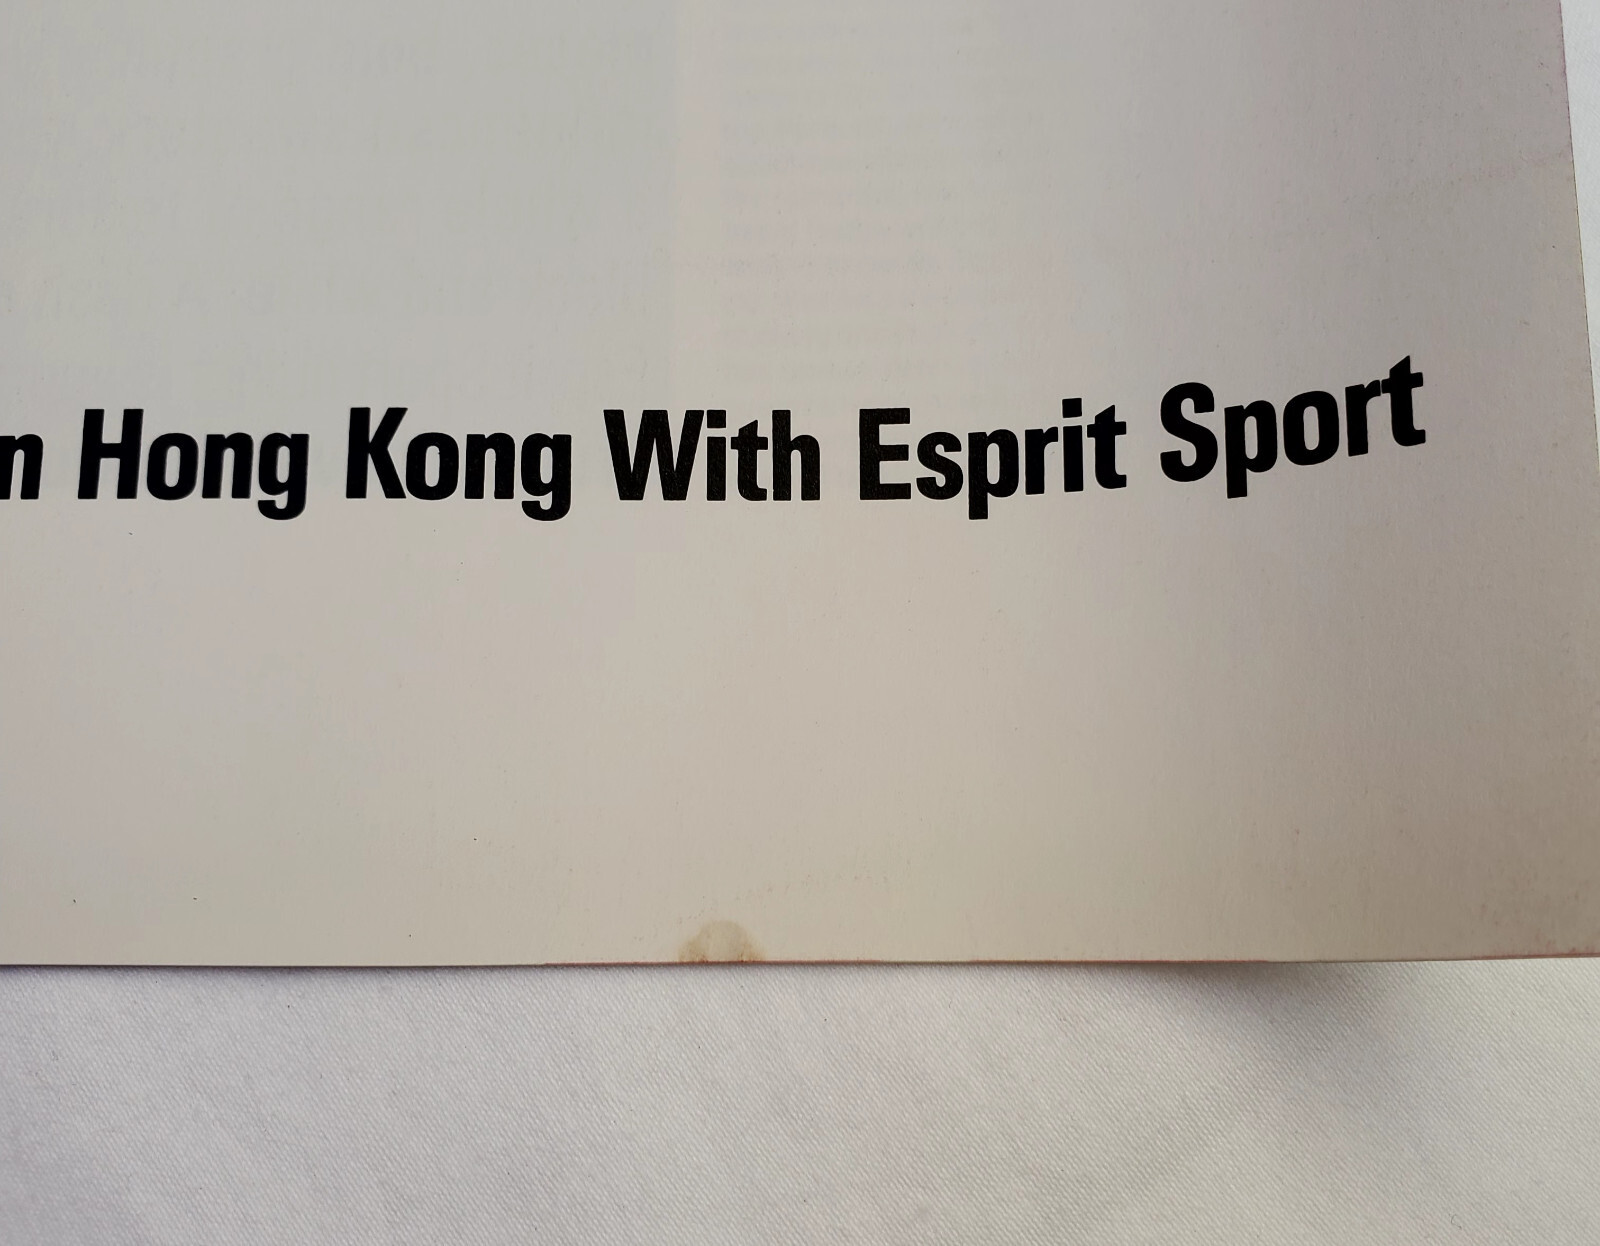 n Hong Kong With Esprit Sport